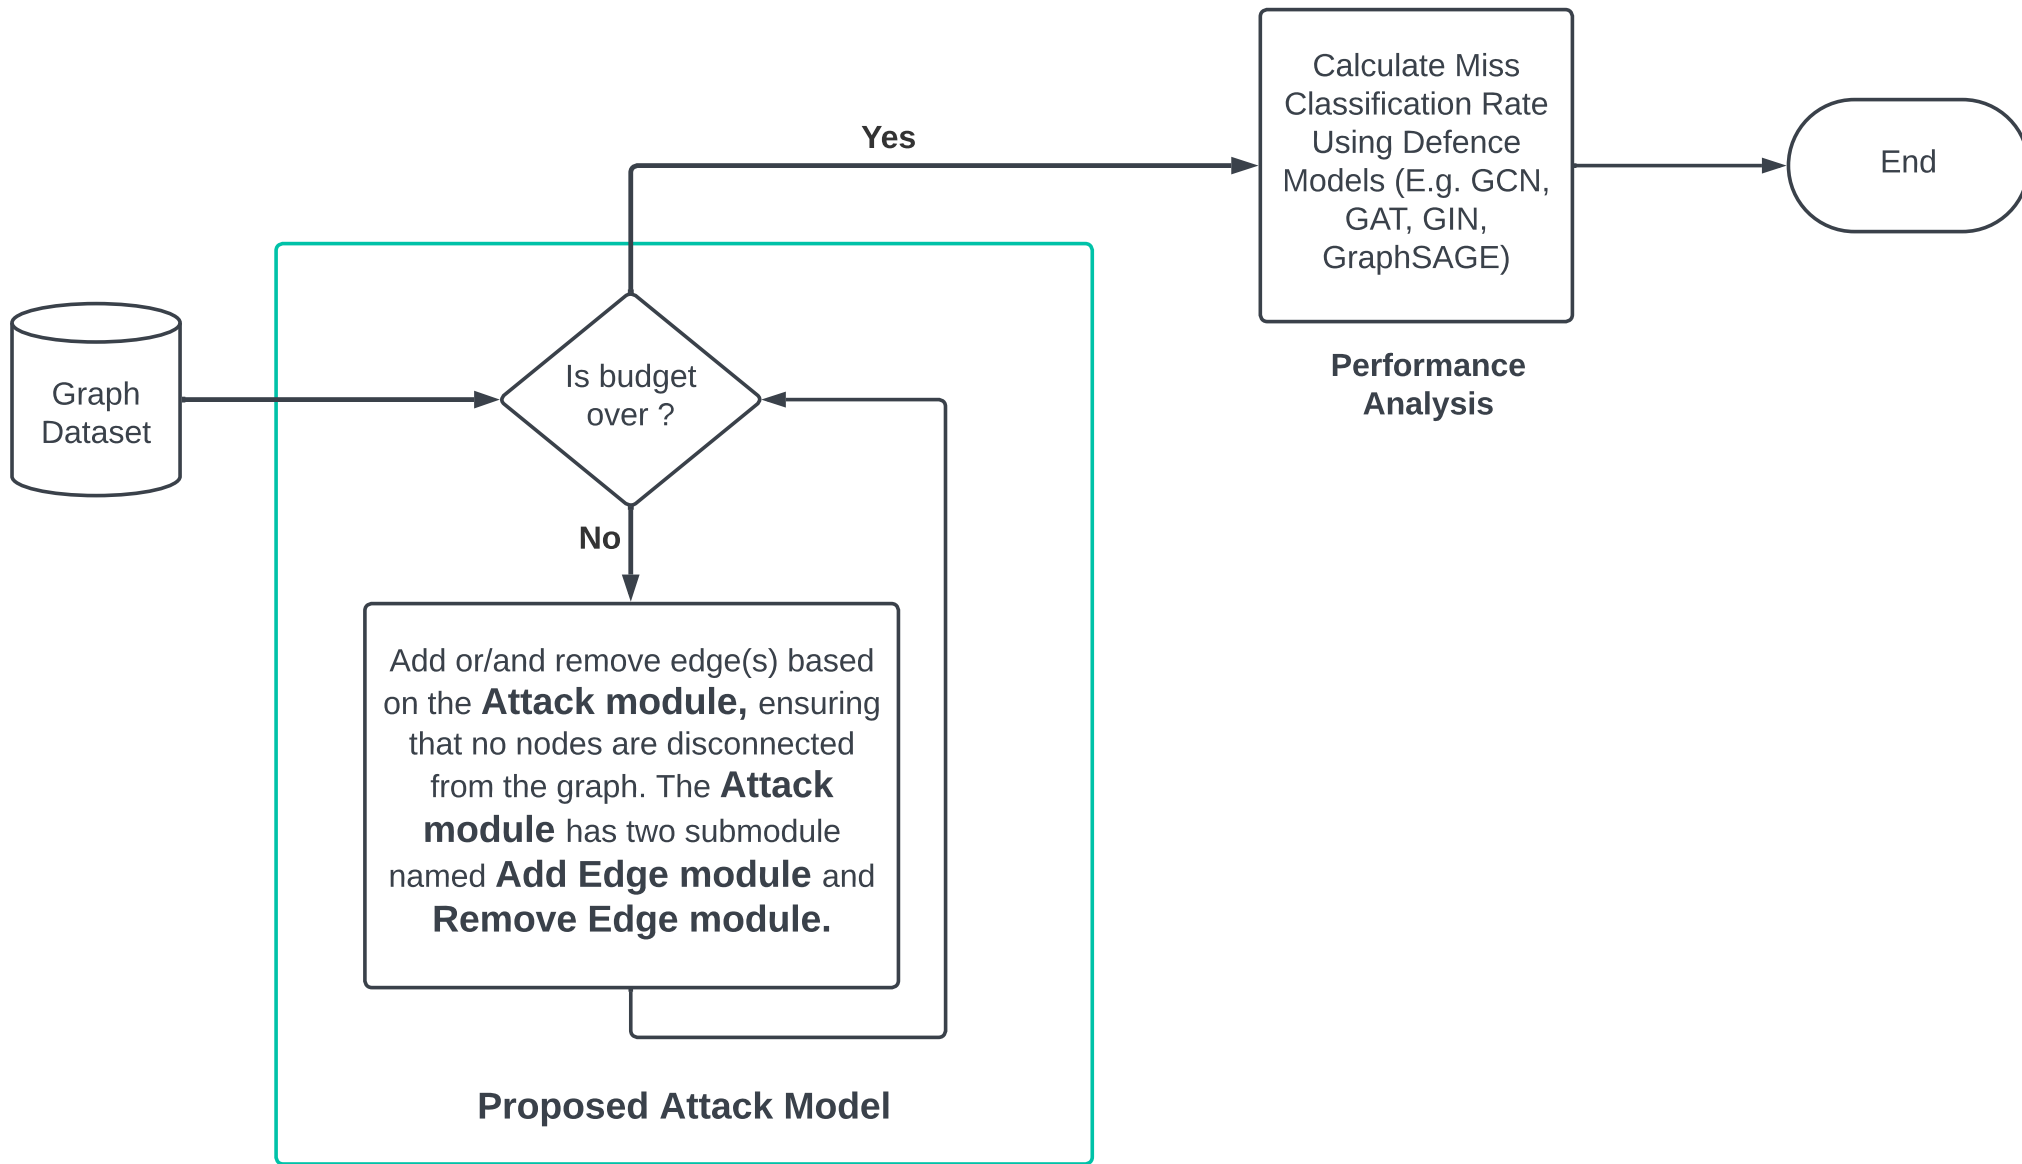 Graph
Dataset
Is budget
over ?
Yes
No
Add or/and remove edge(s) based
on the Attack module, ensuring
that no nodes are disconnected
from the graph. The Attack
module has two submodule
named Add Edge module and
Remove Edge module.
Proposed Attack Model
Calculate Miss
Classification Rate
Using Defence
Models (E.g. GCN,
GAT, GIN,
GraphSAGE)
Performance
Analysis
End